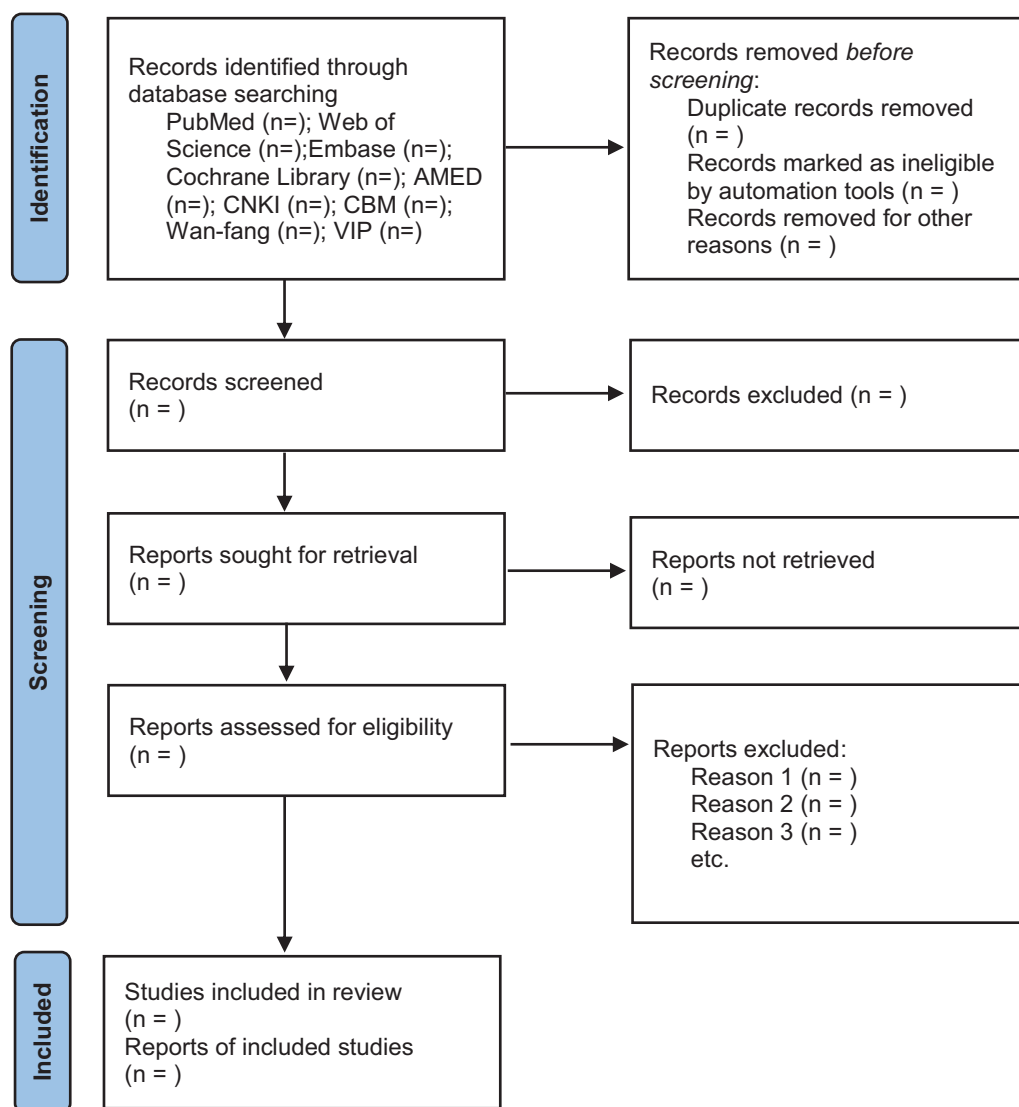 Identification
Records identified through
database searching
PubMed (n=); Web of
Science (n=);Embase (n=);
Cochrane Library (n=); AMED
(n=); CNKI (n=); CBM (n=);
Wan-fang (n=); VIP (n=)
Records removed before
screening:
Duplicate records removed
(n = )
Records marked as ineligible
by automation tools (n = )
Records removed for other
reasons (n = )
Screening
Records screened
(n = )
Records excluded (n = )
Reports sought for retrieval
(n = )
Reports not retrieved
(n = )
Reports assessed for eligibility
(n = )
Reports excluded:
Reason 1 (n = )
Reason 2 (n = )
Reason 3 (n = )
etc.
Included
Studies included in review
(n = )
Reports of included studies
(n = )